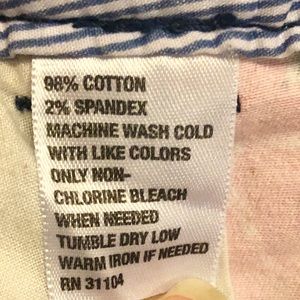 98% COTTON
2% SPANDEX
MACHINE WASH COLD
WITH LIKE COLORS
ONLY NON-
CHLORINE BLEACH
WHEN NEEDED
TUMBLE DRY LOW
WARM IRON IF NEEDED
RN 31104